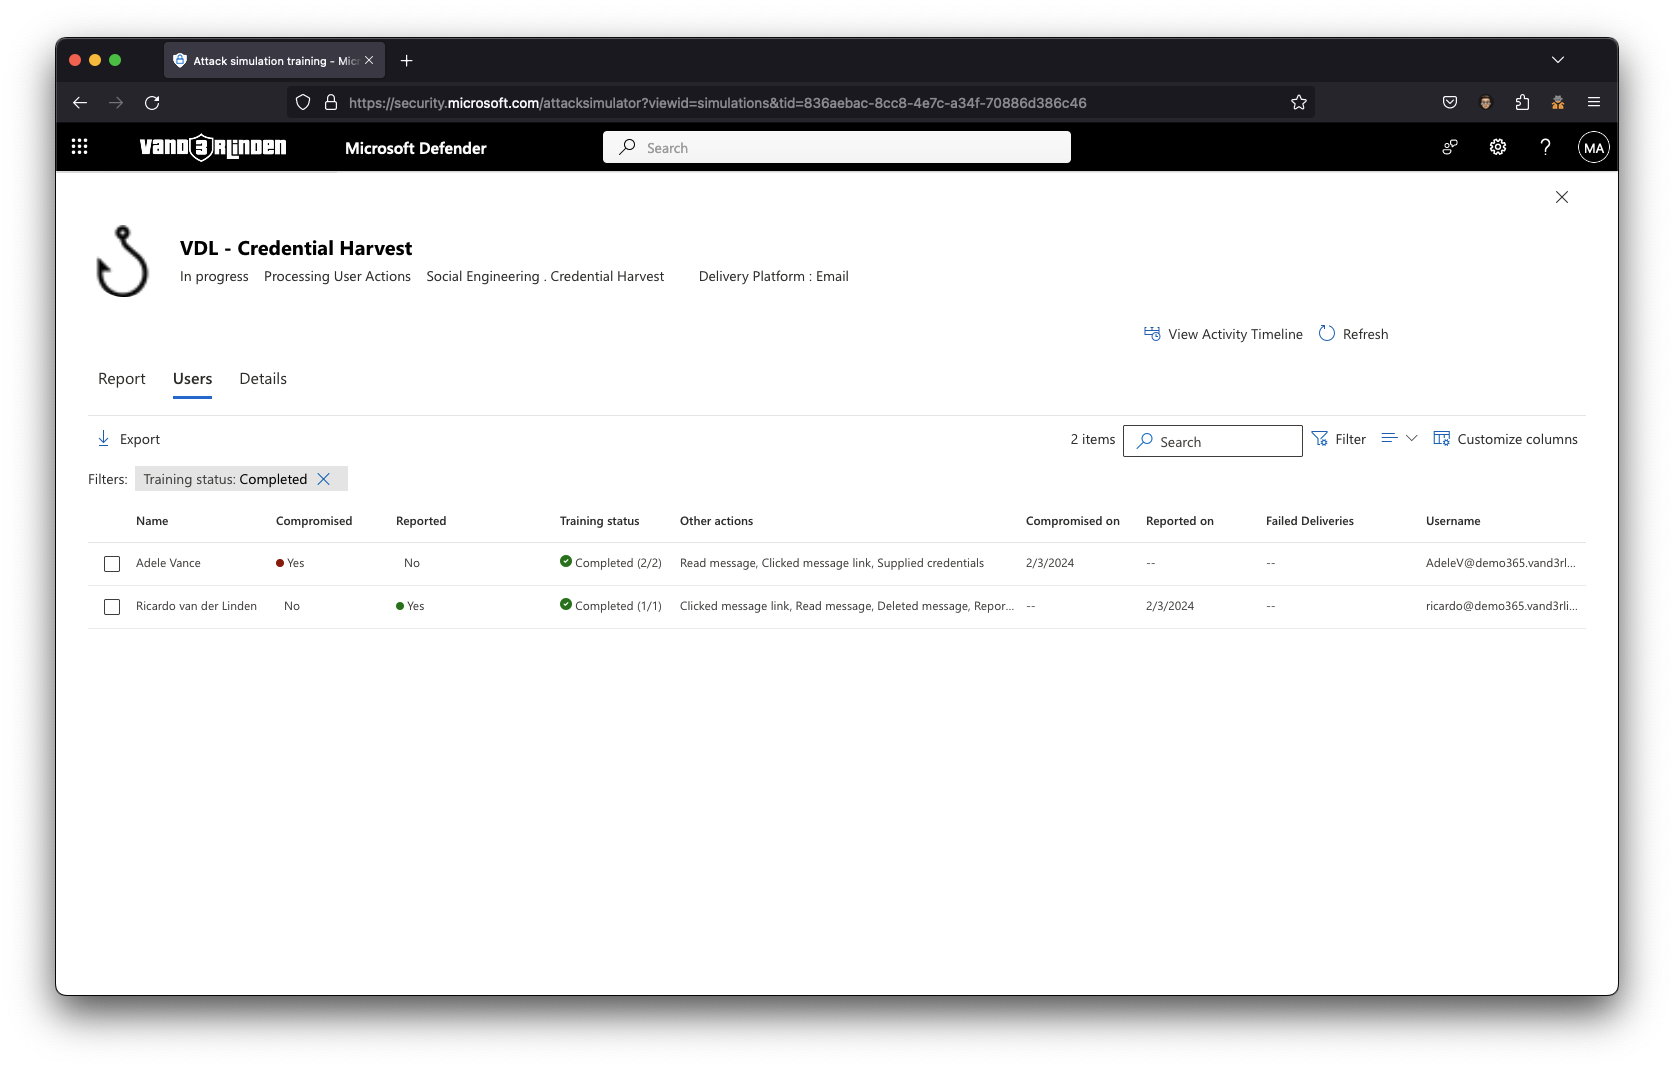 Attack simulation training - Micr
https://security.microsoft.com/attacksimulator?viewid=simulations&tid=836aebac-8cc8-4e7c-a34f-70886d386c46
VAND3RLINDEN Microsoft Defender Search ? MA
VDL - Credential Harvest
In progress Processing User Actions Social Engineering . Credential Harvest Delivery Platform : Email
View Activity Timeline Refresh
Report Users Details
Export 2 items Search Filter Customize columns
Filters: Training status: Completed
Name Compromised Reported Training status Other actions Compromised on Reported on Failed Deliveries Username
Adele Vance Yes No Completed (2/2) Read message, Clicked message link, Supplied credentials 2/3/2024 -- -- AdeleV@demo365.vand3rl...
Ricardo van der Linden No Yes Completed (1/1) Clicked message link, Read message, Deleted message, Repor... -- 2/3/2024 -- ricardo@demo365.vand3rli...